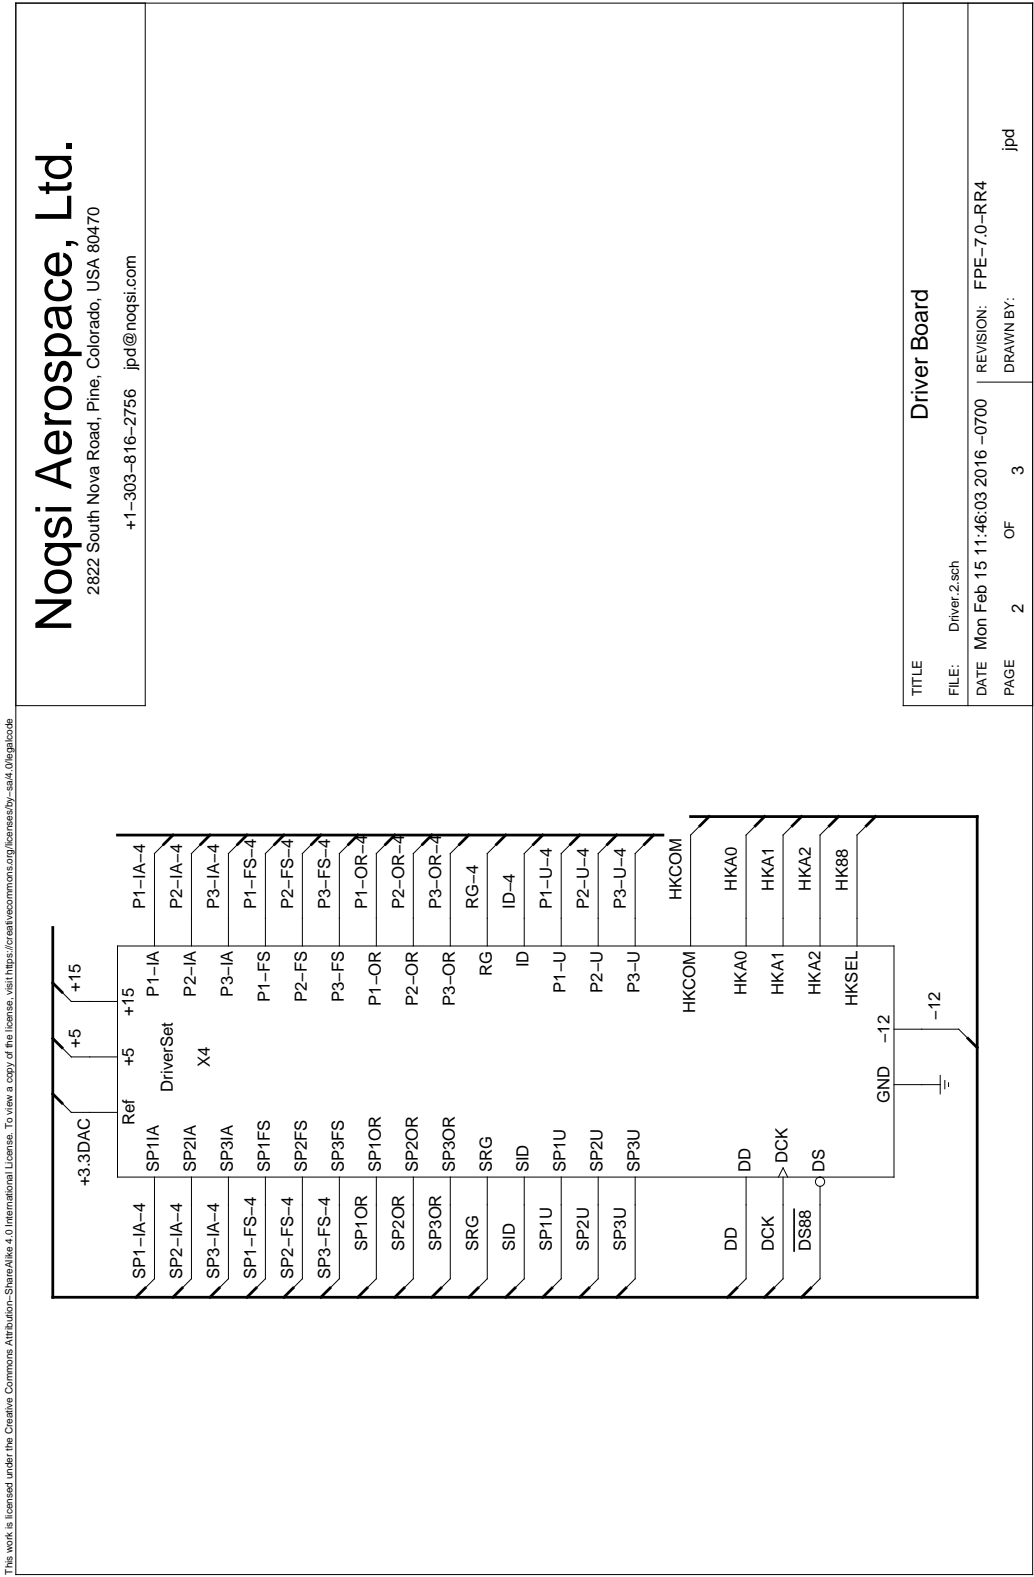 This work is licensed under the Creative Commons Attribution–ShareAlike 4.0 International License. To view a copy of the license, visit https://creativecommons.org/licenses/by–sa/4.0/legalcode
Noqsi Aerospace, Ltd.
2822 South Nova Road, Pine, Colorado, USA 80470
+1–303–816–2756 jpd@noqsi.com
+3.3DAC
+5
+15
Ref
+5
+15
DriverSet
X4
SP1–IA–4 SP1IA P1–IA P1–IA–4
SP2–IA–4 SP2IA P2–IA P2–IA–4
SP3–IA–4 SP3IA P3–IA P3–IA–4
SP1–FS–4 SP1FS P1–FS P1–FS–4
SP2–FS–4 SP2FS P2–FS P2–FS–4
SP3–FS–4 SP3FS P3–FS P3–FS–4
SP1OR SP1OR P1–OR P1–OR–4
SP2OR SP2OR P2–OR P2–OR–4
SP3OR SP3OR P3–OR P3–OR–4
SRG SRG RG RG–4
SID SID ID ID–4
SP1U SP1U P1–U P1–U–4
SP2U SP2U P2–U P2–U–4
SP3U SP3U P3–U P3–U–4
HKCOM HKCOM
DD DD HKA0 HKA0
DCK DCK HKA1 HKA1
DS88 DS HKA2 HKA2
HKSEL HK88
GND –12
–12
TITLE
Driver Board
FILE: Driver.2.sch
DATE Mon Feb 15 11:46:03 2016 –0700 REVISION: FPE–7.0–RR4
PAGE 2 OF 3 DRAWN BY: jpd